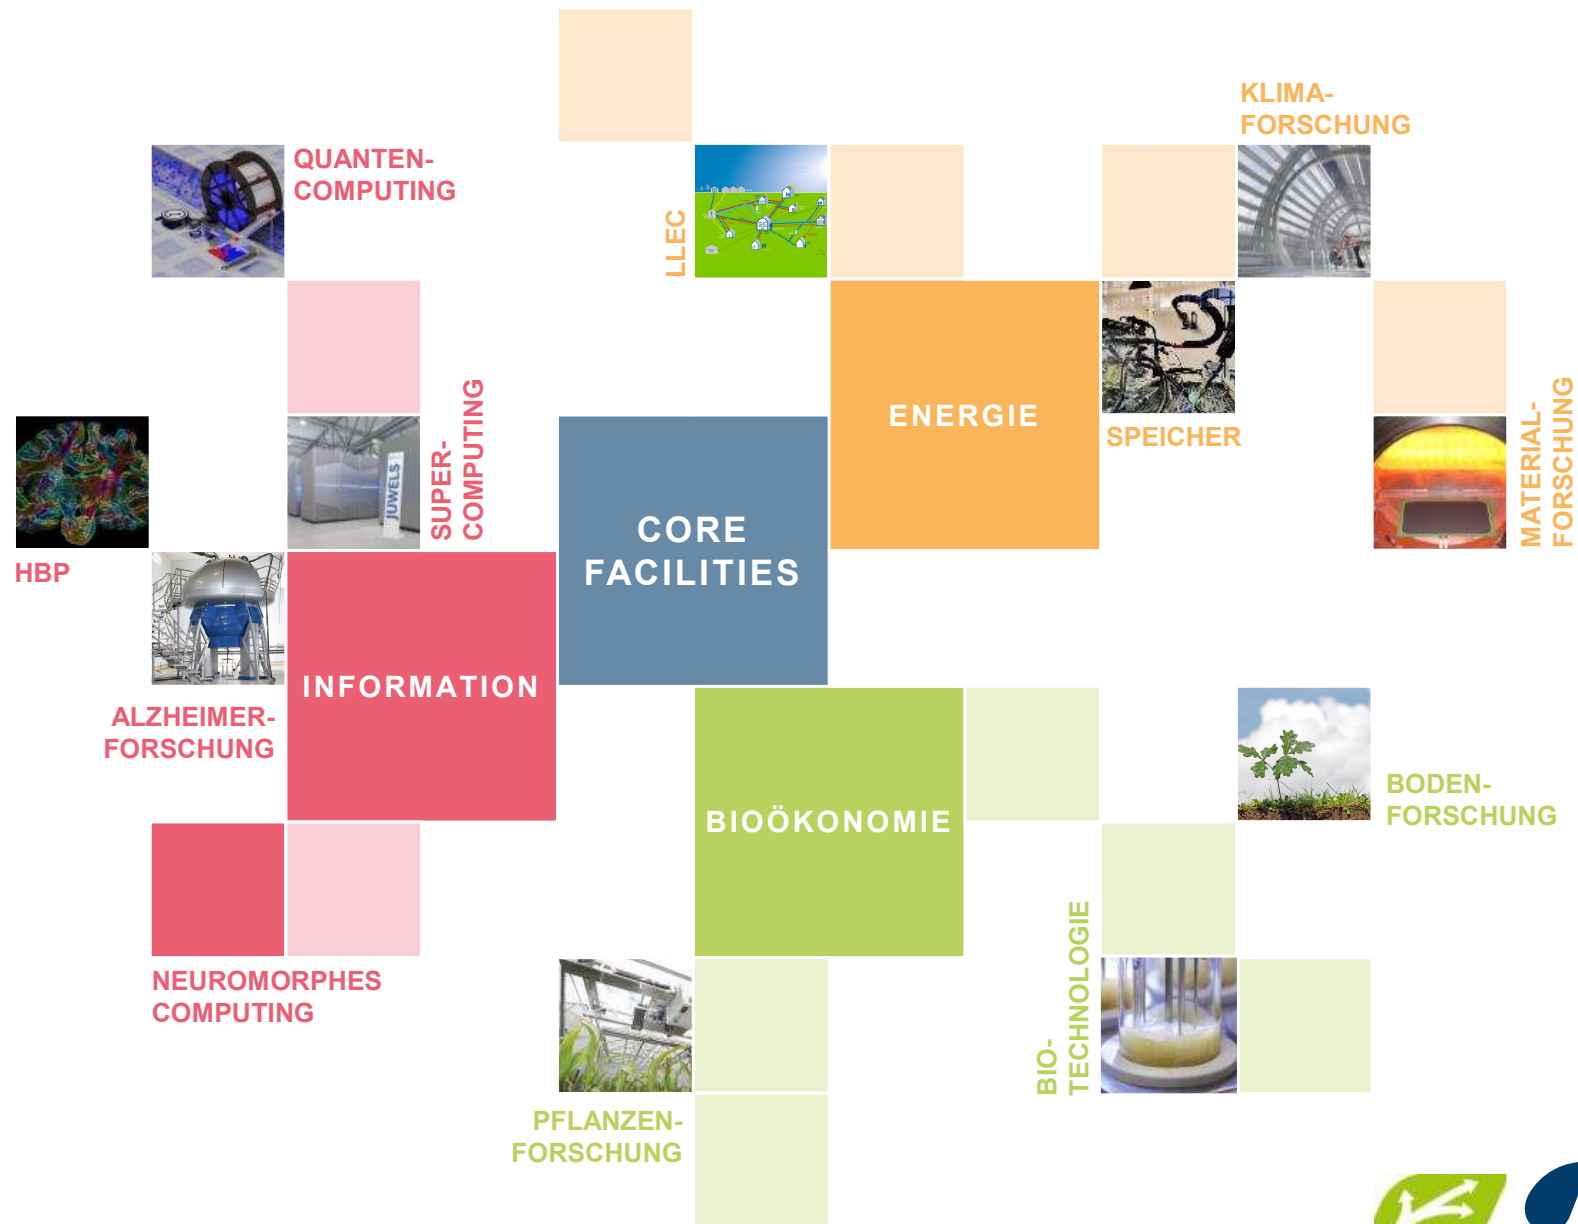 KLIMA-
FORSCHUNG
QUANTEN-
COMPUTING
LLEC
ENERGIE
SPEICHER
MATERIAL-
FORSCHUNG
SUPER-
COMPUTING
JUWELS
CORE
FACILITIES
HBP
INFORMATION
ALZHEIMER-
FORSCHUNG
BIOÖKONOMIE
BODEN-
FORSCHUNG
NEUROMORPHES
COMPUTING
BIO-
TECHNOLOGIE
PFLANZEN-
FORSCHUNG